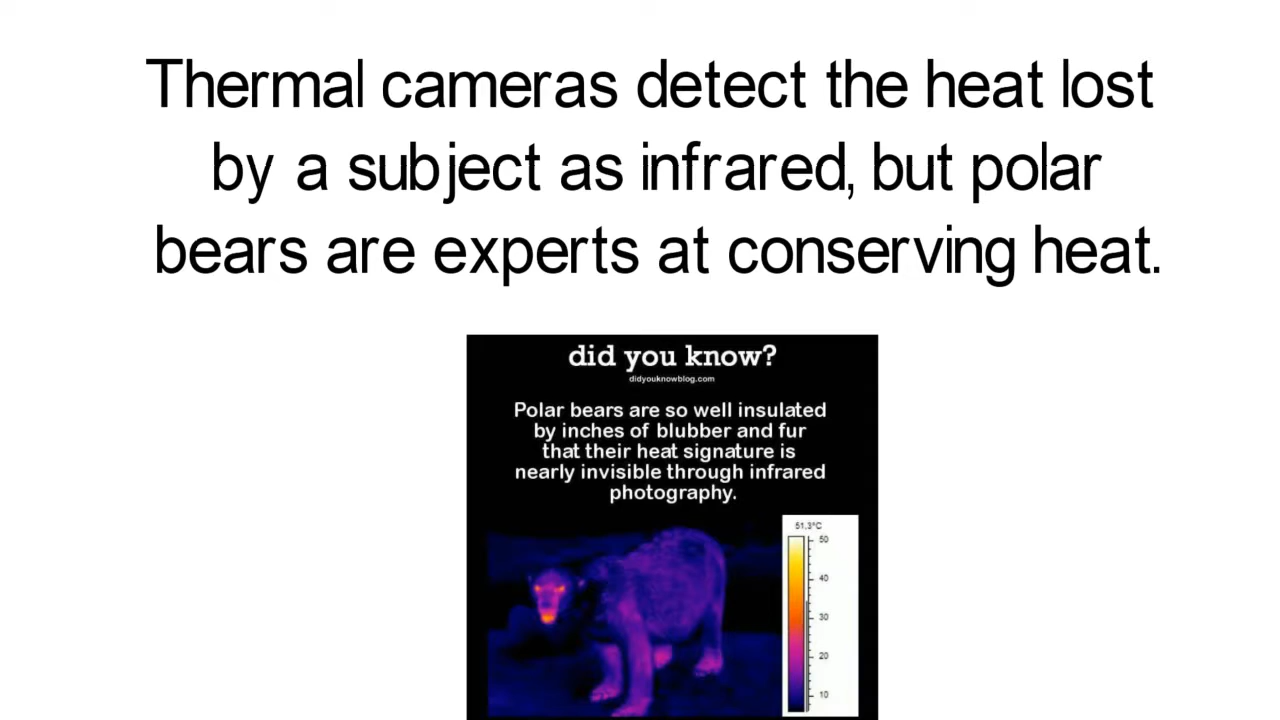 Thermal cameras detect the heat lost
by a subject as infrared, but polar
bears are experts at conserving heat.
did you know?
didyouknowblog.com
Polar bears are so well insulated
by inches of blubber and fur
that their heat signature is
nearly invisible through infrared
photography.
51,3°C
50
40
30
20
10